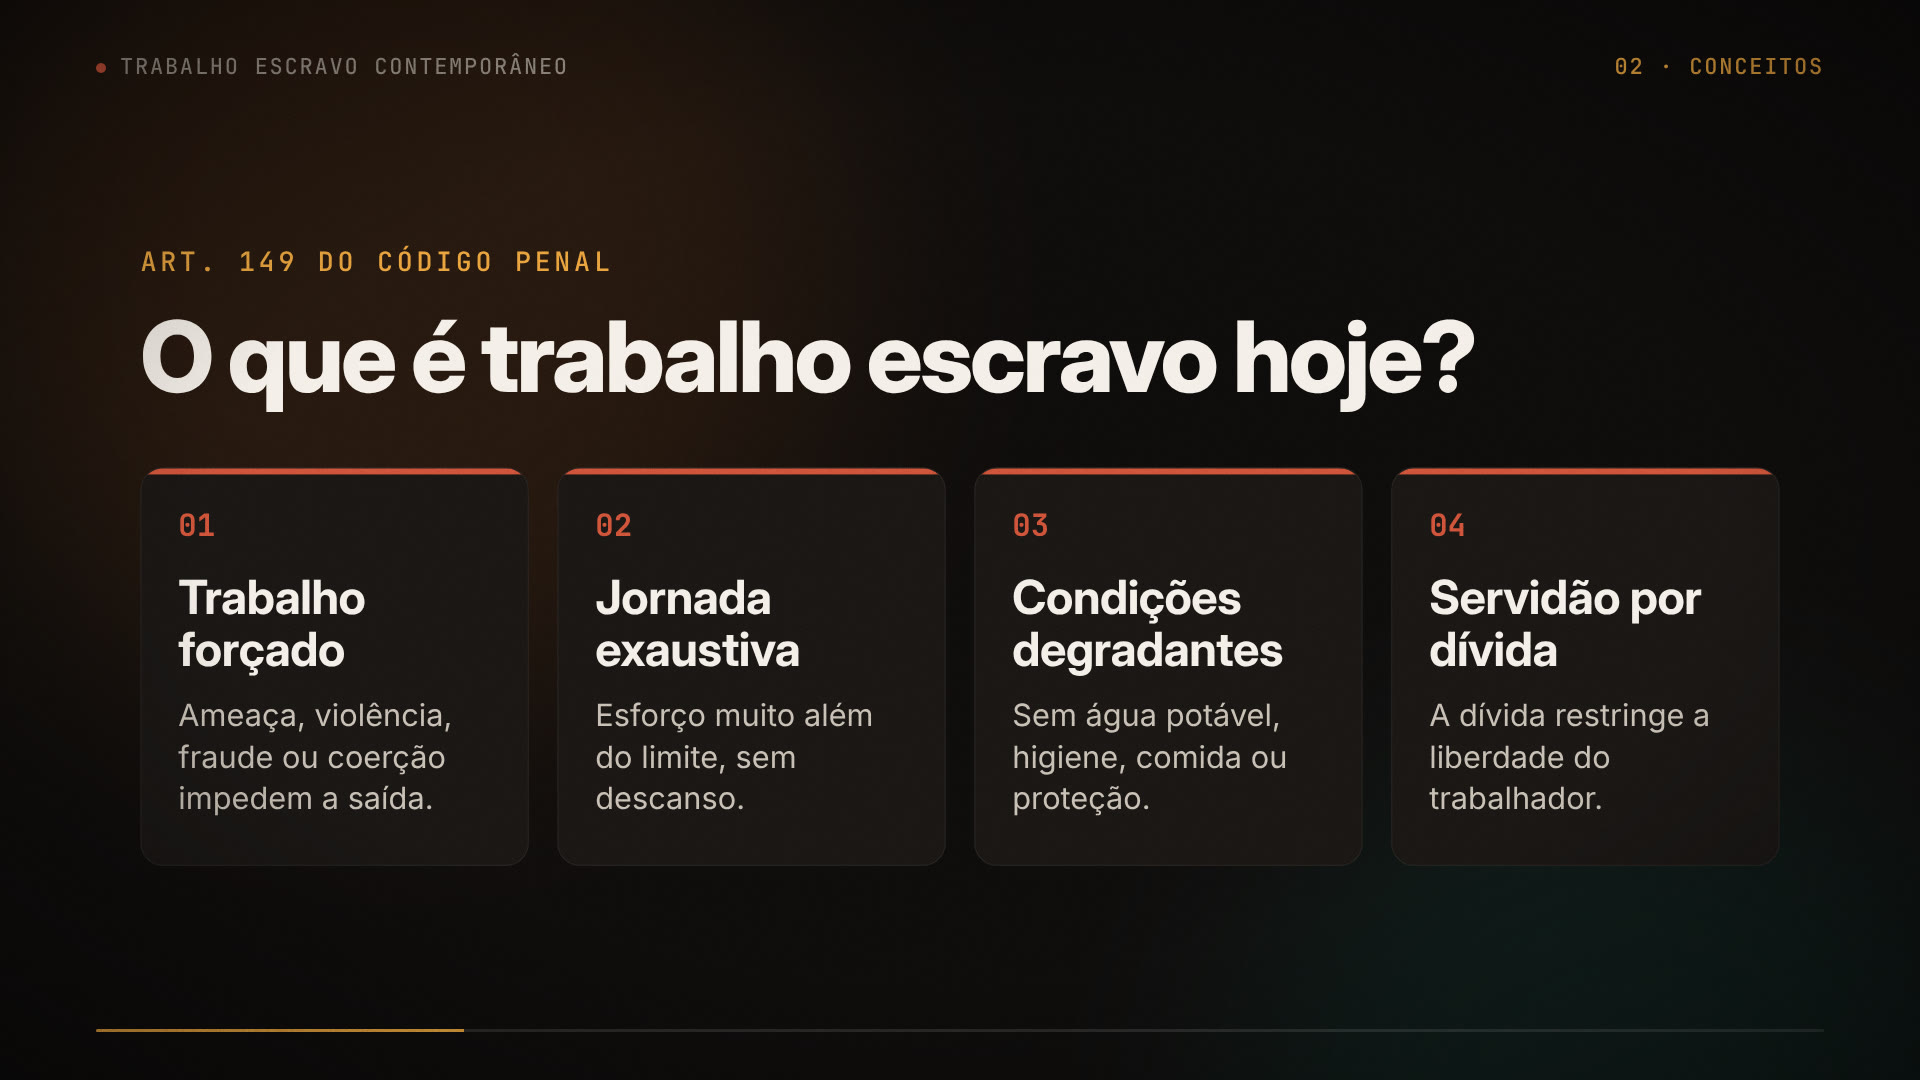 TRABALHO ESCRAVO CONTEMPORÂNEO
02 · CONCEITOS
ART. 149 DO CÓDIGO PENAL
O que é trabalho escravo hoje?
01
Trabalho
forçado
Ameaça, violência,
fraude ou coerção
impedem a saída.
02
Jornada
exaustiva
Esforço muito além
do limite, sem
descanso.
03
Condições
degradantes
Sem água potável,
higiene, comida ou
proteção.
04
Servidão por
dívida
A dívida restringe a
liberdade do
trabalhador.